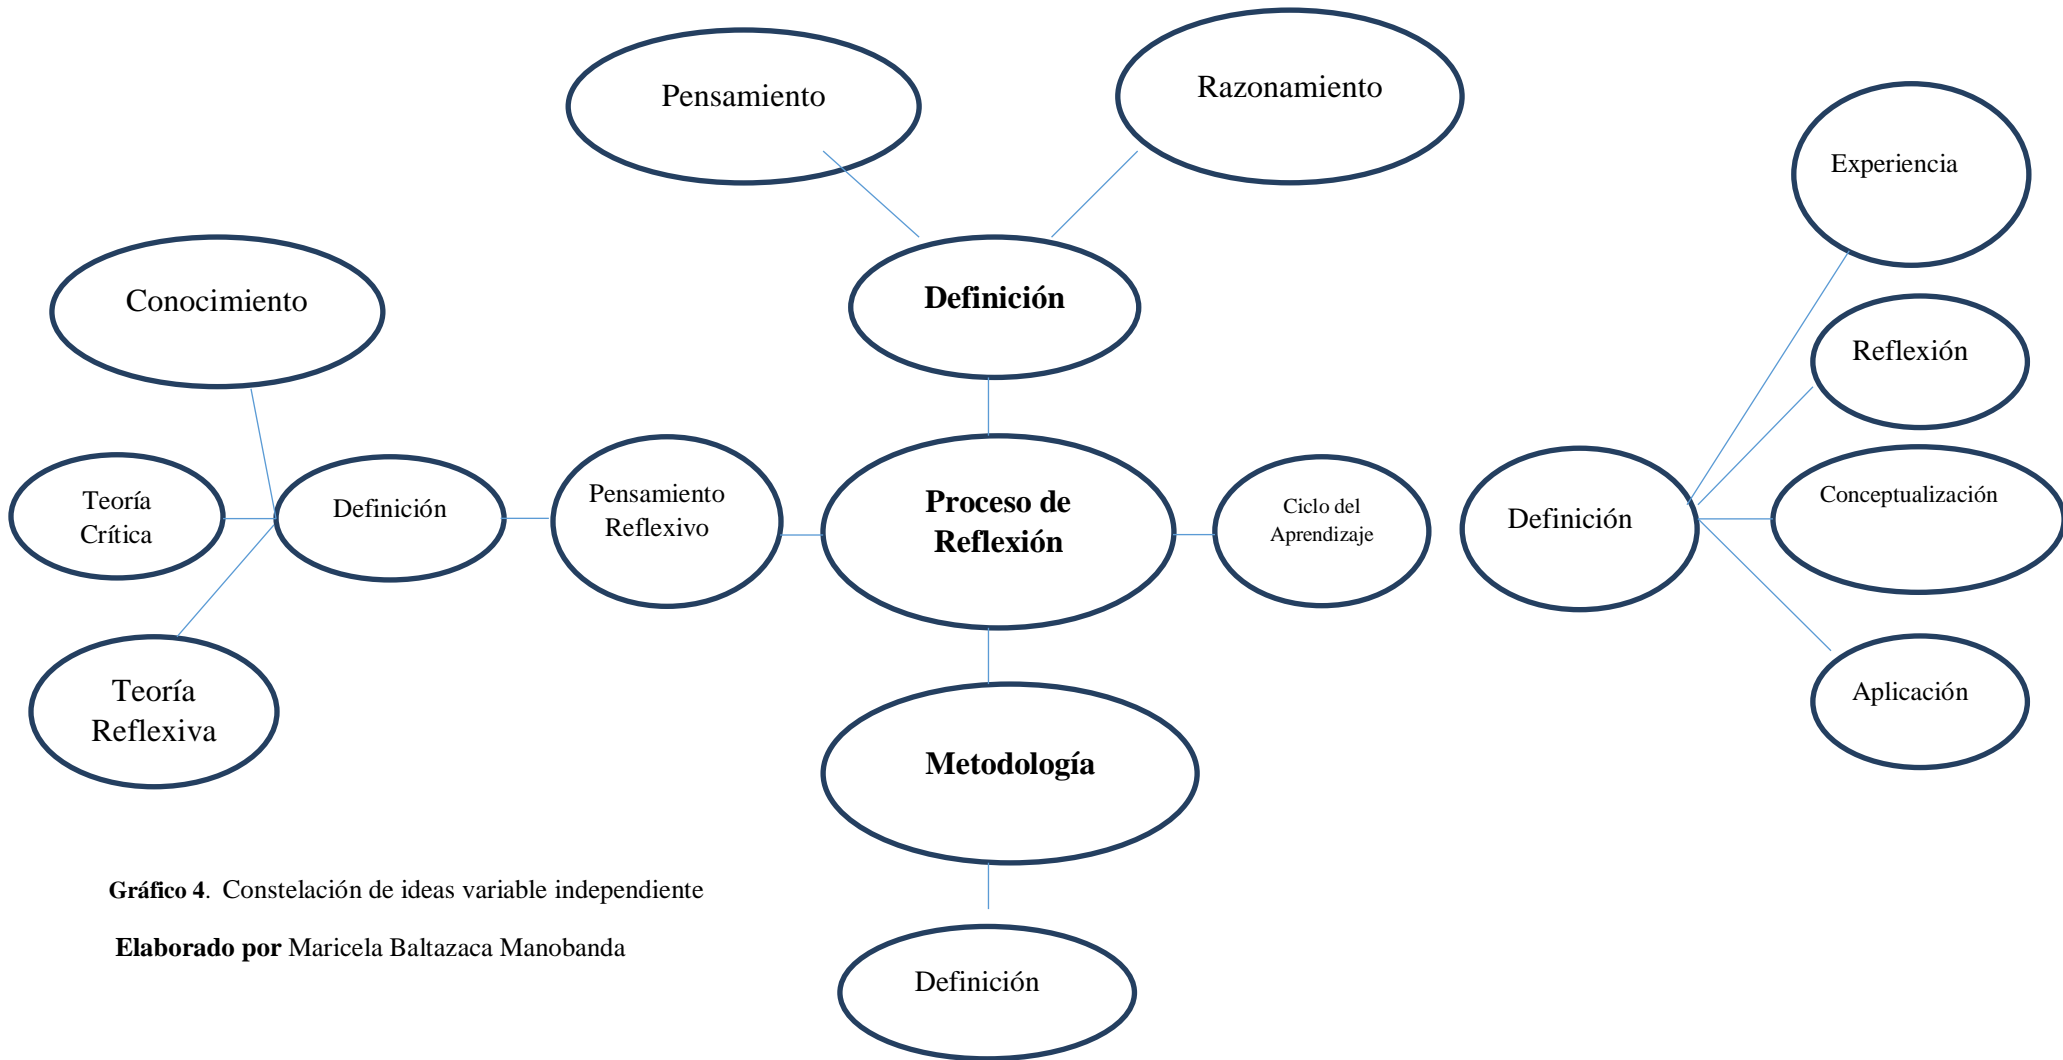 Pensamiento
Razonamiento
Experiencia
Conocimiento
Definición
Reflexión
Teoría
Crítica
Definición
Pensamiento
Reflexivo
Proceso de
Reflexión
Ciclo del
Aprendizaje
Definición
Conceptualización
Teoría
Reflexiva
Aplicación
Metodología
Gráfico 4. Constelación de ideas variable independiente
Elaborado por Maricela Baltazaca Manobanda
Definición